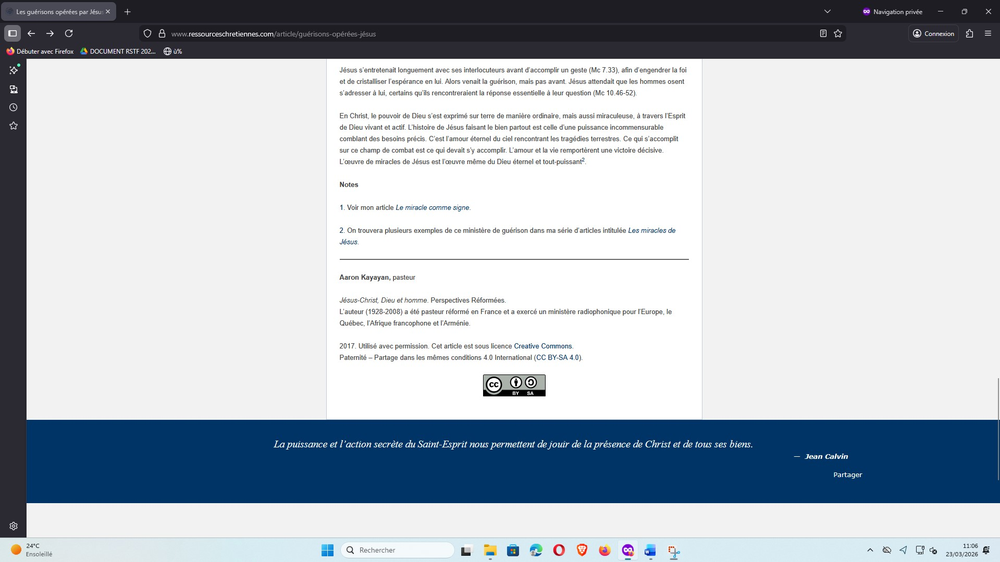 Les guérisons opérées par Jésus
Navigation privée
www.ressourceschretiennes.com/article/guérisons-opérées-jésus
Connexion
Débuter avec Firefox
DOCUMENT RSTF 202...
ù%
Jésus s’entretenait longuement avec ses interlocuteurs avant d’accomplir un geste (Mc 7.33), afin d’engendrer la foi
et de cristalliser l’espérance en lui. Alors venait la guérison, mais pas avant. Jésus attendait que les hommes osent
s’adresser à lui, certains qu’ils rencontreraient la réponse essentielle à leur question (Mc 10.46-52).
En Christ, le pouvoir de Dieu s’est exprimé sur terre de manière ordinaire, mais aussi miraculeuse, à travers l’Esprit
de Dieu vivant et actif. L’histoire de Jésus faisant le bien partout est celle d’une puissance incommensurable
comblant des besoins précis. C’est l’amour éternel du ciel rencontrant les tragédies terrestres. Ce qui s’accomplit
sur ce champ de combat est ce qui devait s’y accomplir. L’amour et la vie remportèrent une victoire décisive.
L’œuvre de miracles de Jésus est l’œuvre même du Dieu éternel et tout-puissant2.
Notes
1. Voir mon article Le miracle comme signe.
2. On trouvera plusieurs exemples de ce ministère de guérison dans ma série d’articles intitulée Les miracles de
Jésus.
Aaron Kayayan, pasteur
Jésus-Christ, Dieu et homme. Perspectives Réformées.
L’auteur (1928-2008) a été pasteur réformé en France et a exercé un ministère radiophonique pour l’Europe, le
Québec, l’Afrique francophone et l’Arménie.
2017. Utilisé avec permission. Cet article est sous licence Creative Commons.
Paternité – Partage dans les mêmes conditions 4.0 International (CC BY-SA 4.0).
cc
BY SA
La puissance et l’action secrète du Saint-Esprit nous permettent de jouir de la présence de Christ et de tous ses biens.
— Jean Calvin
Partager
24°C
Ensoleillé
Rechercher
11:06
23/03/2026